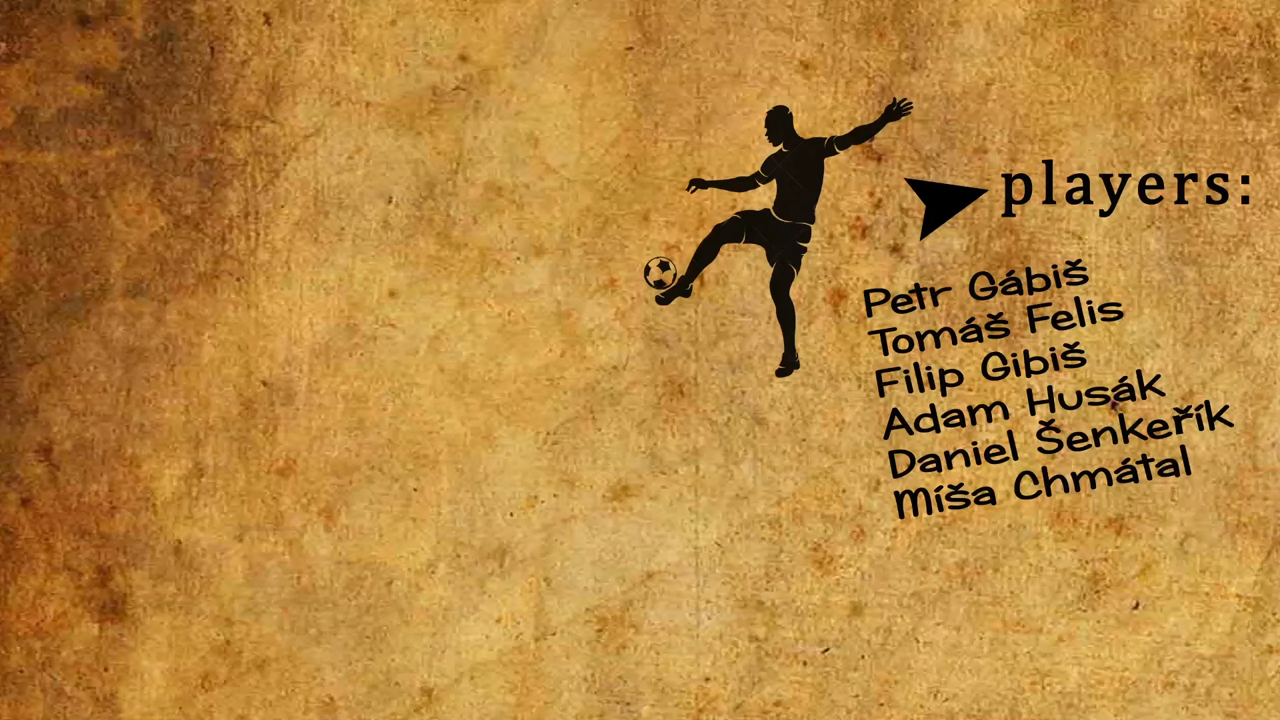 players:
Petr Gábiš
Tomáš Felis
Filip Gibiš
Adam Husák
Daniel Šenkeřík
Míša Chmátal